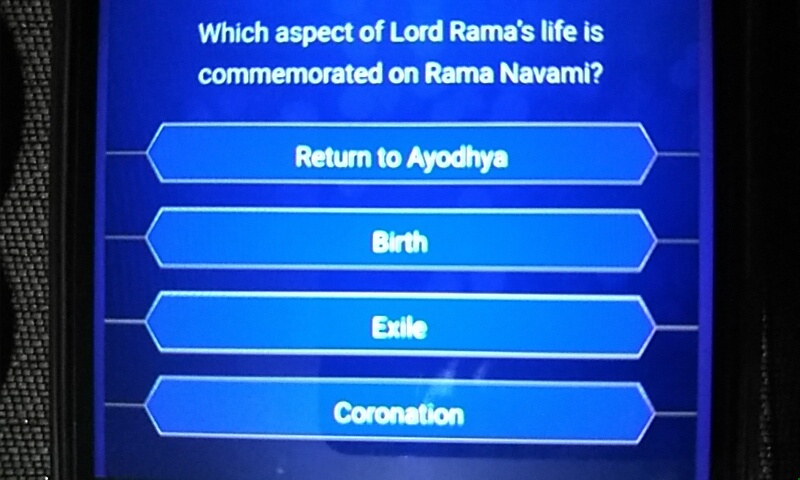 Which aspect of Lord Rama's life is
commemorated on Rama Navami?
Return to Ayodhya
Birth
Exile
Coronation